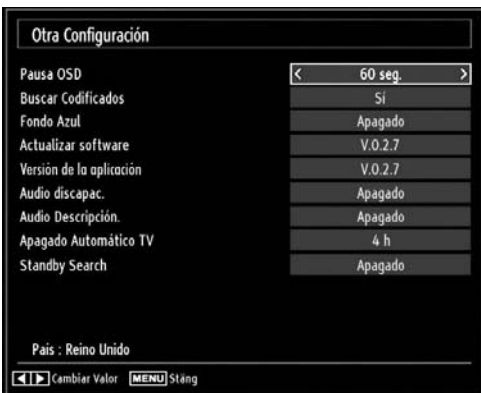 Otra Configuración
Pausa OSD < 60 seg. >
Buscar Codificados Sí
Fondo Azul Apagado
Actualizar software V.0.2.7
Versión de la aplicación V.0.2.7
Audio discapac. Apagado
Audio Descripción. Apagado
Apagado Automático TV 4 h
Standby Search Apagado
País : Reino Unido
Cambiar Valor MENU Stäng